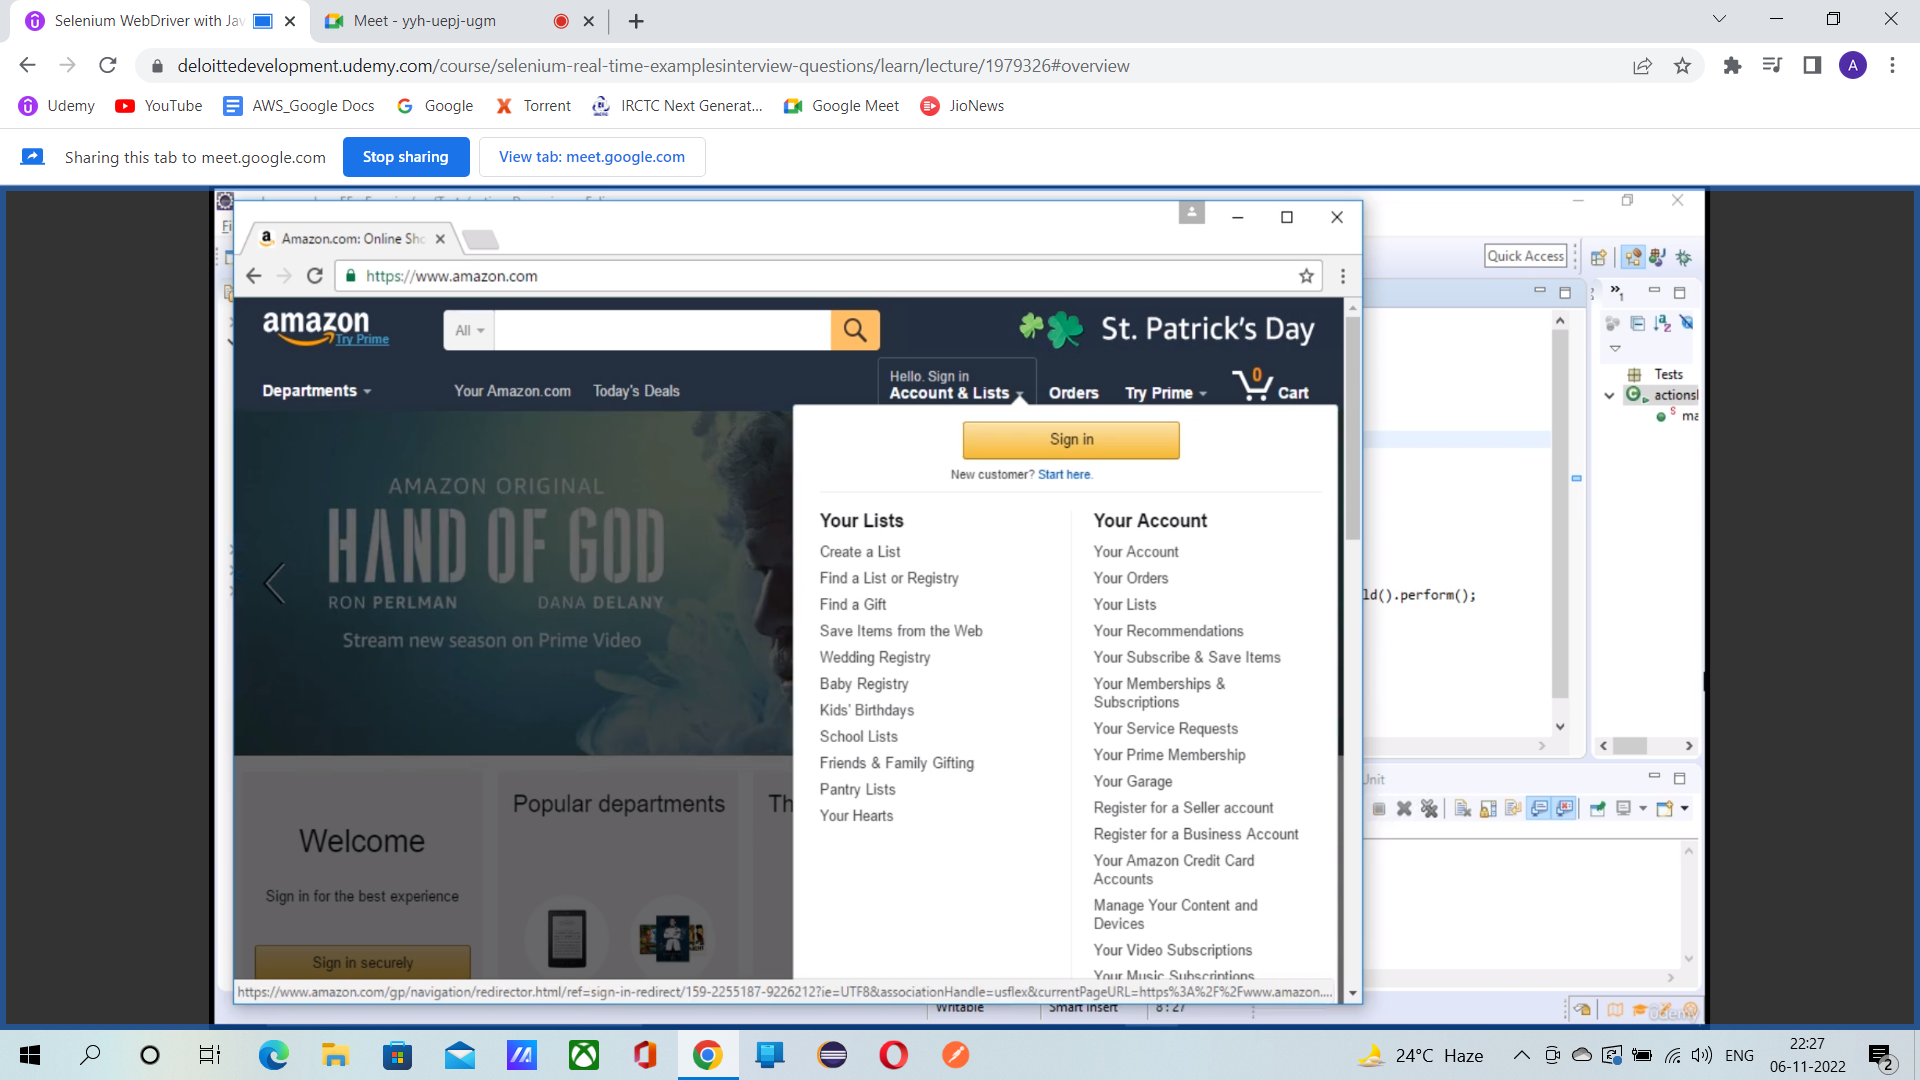 Selenium WebDriver with Jav
Meet - yyh-uepj-ugm
deloittedevelopment.udemy.com/course/selenium-real-time-examplesinterview-questions/learn/lecture/1979326#overview
A
Udemy
YouTube
AWS_Google Docs
Google
Torrent
IRCTC Next Generat...
Google Meet
JioNews
Sharing this tab to meet.google.com
Stop sharing
View tab: meet.google.com
Amazon.com: Online Sho
https://www.amazon.com
Quick Access
amazon
Try Prime
All
St. Patrick's Day
Departments
Your Amazon.com
Today's Deals
Hello. Sign in
Account & Lists
Orders
Try Prime
0
Cart
Sign in
New customer? Start here.
AMAZON ORIGINAL
HAND OF GOD
RON PERLMAN
DANA DELANY
Stream new season on Prime Video
Your Lists
Create a List
Find a List or Registry
Find a Gift
Save Items from the Web
Wedding Registry
Baby Registry
Kids' Birthdays
School Lists
Friends & Family Gifting
Pantry Lists
Your Hearts
Your Account
Your Account
Your Orders
Your Lists
Your Recommendations
Your Subscribe & Save Items
Your Memberships &
Subscriptions
Your Service Requests
Your Prime Membership
Your Garage
Register for a Seller account
Register for a Business Account
Your Amazon Credit Card
Accounts
Manage Your Content and
Devices
Your Video Subscriptions
Your Music Subscriptions
Welcome
Sign in for the best experience
Sign in securely
Popular departments
Th
https://www.amazon.com/gp/navigation/redirector.html/ref=sign-in-redirect/159-2255187-9226212?ie=UTF8&associationHandle=usflex&currentPageURL=https%3A%2F%2Fwww.amazon....
Tests
actions
ma
ld().perform();
Unit
Writable
Smart Insert
8:27
Udemy
24°C Haze
ENG
22:27
06-11-2022
2